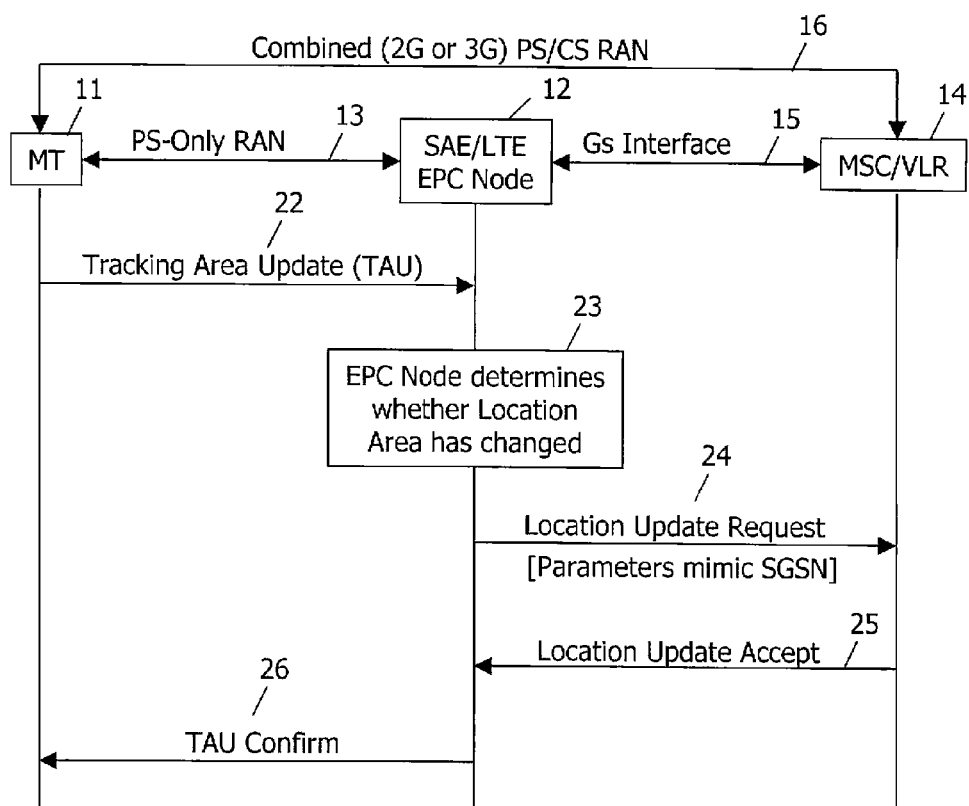 Combined (2G or 3G) PS/CS RAN
16
11
12
14
MT
PS-Only RAN
13
SAE/LTE
EPC Node
Gs Interface
15
MSC/VLR
22
Tracking Area Update (TAU)
23
EPC Node determines
whether Location
Area has changed
24
Location Update Request
[Parameters mimic SGSN]
25
Location Update Accept
26
TAU Confirm